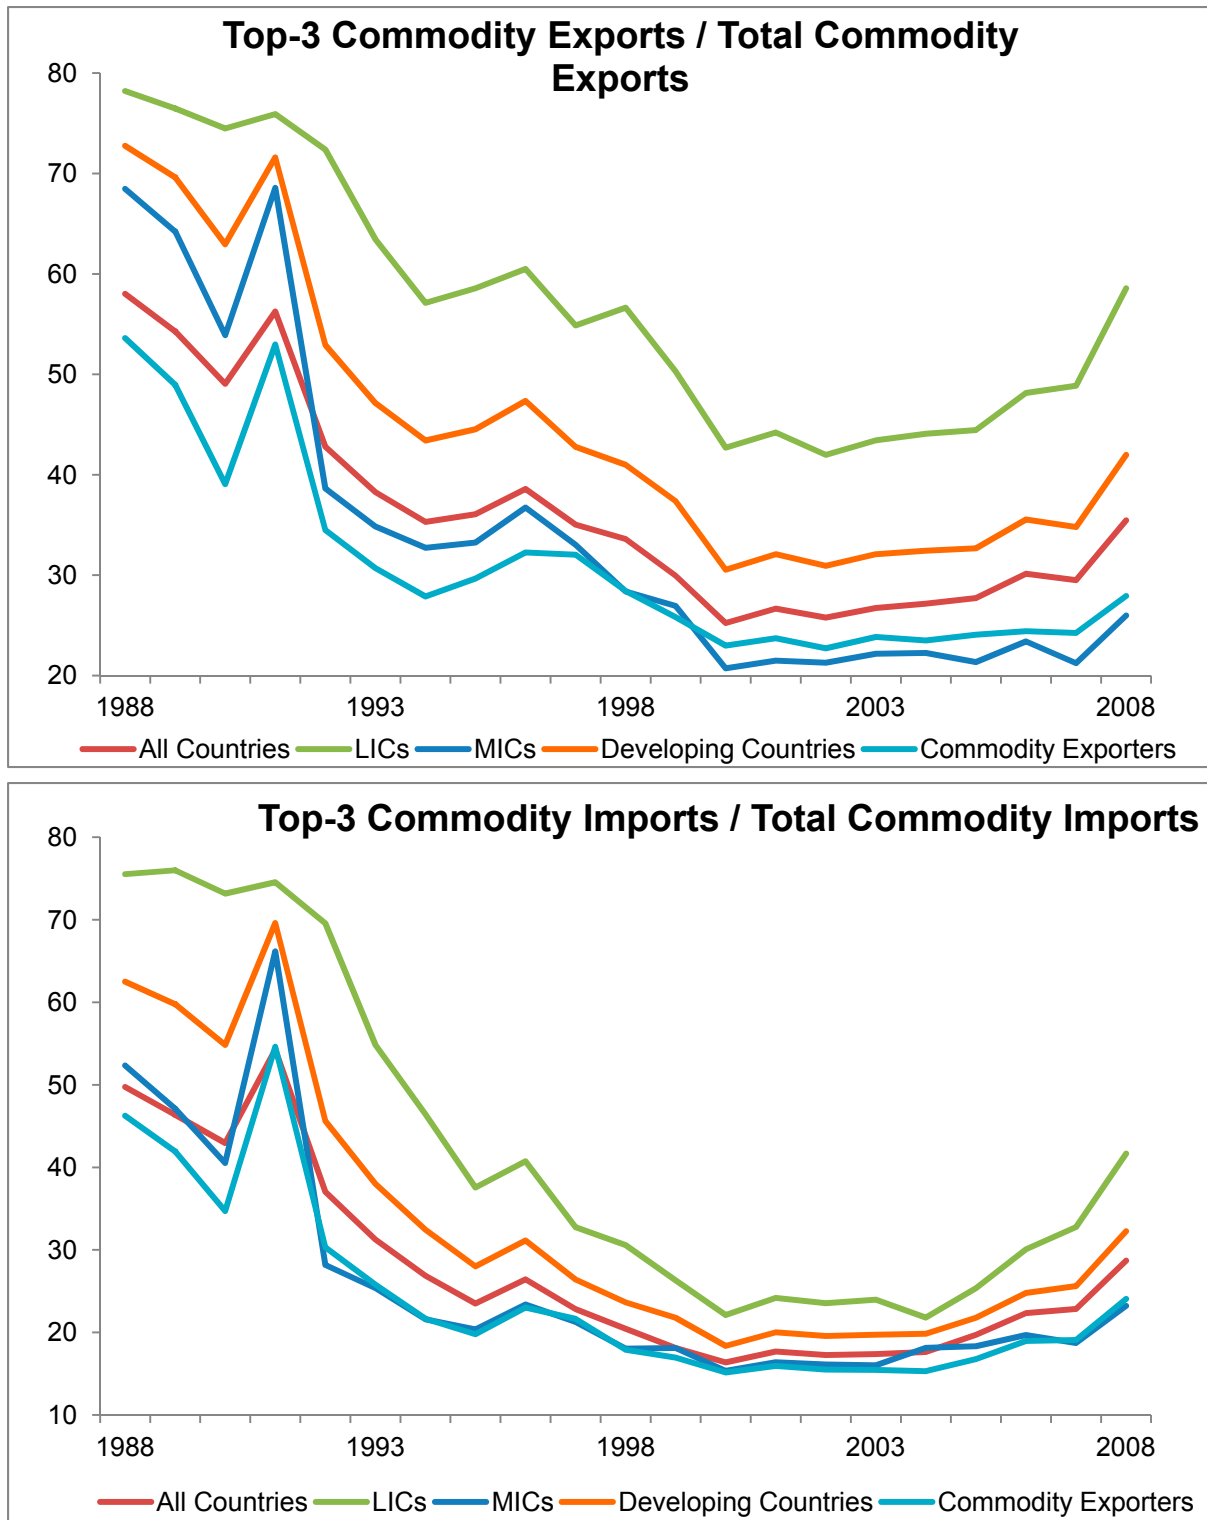 Top-3 Commodity Exports / Total Commodity
Exports
80
70
60
50
40
30
20
1988 1993 1998 2003 2008
All Countries LICs MICs Developing Countries Commodity Exporters
Top-3 Commodity Imports / Total Commodity Imports
80
70
60
50
40
30
20
10
1988 1993 1998 2003 2008
All Countries LICs MICs Developing Countries Commodity Exporters